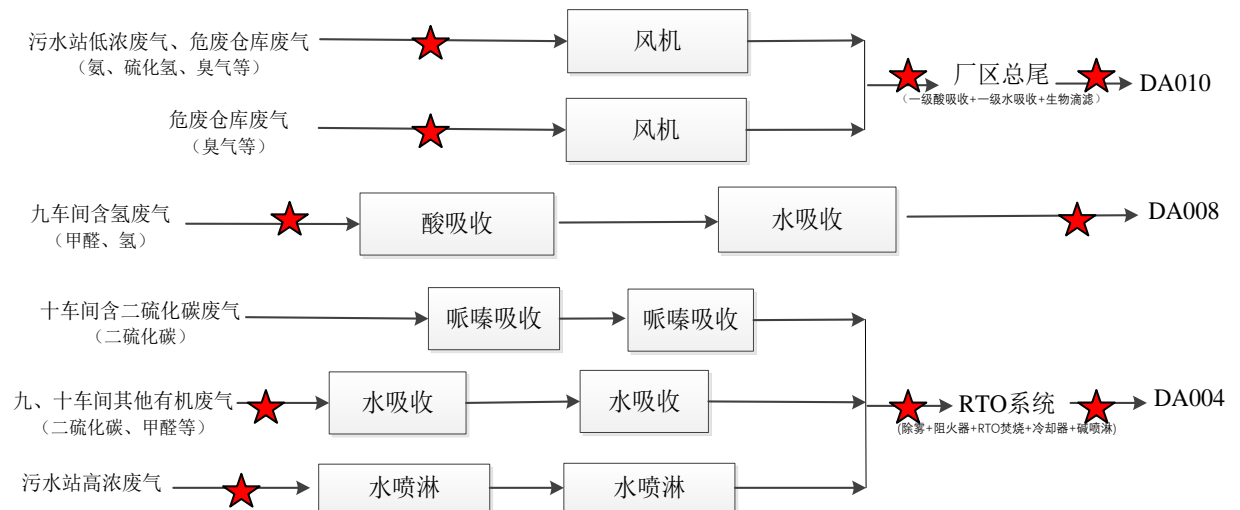 污水站低浓废气、危废仓库废气
（氨、硫化氢、臭气等）
风机
厂区总尾
（一级酸吸收+一级水吸收+生物滴滤）
DA010
危废仓库废气
（臭气等）
风机
九车间含氢废气
（甲醛、氢）
酸吸收
水吸收
DA008
十车间含二硫化碳废气
（二硫化碳）
哌嗪吸收
哌嗪吸收
九、十车间其他有机废气
（二硫化碳、甲醛等）
水吸收
水吸收
RTO系统
(除雾+阻火器+RTO焚烧+冷却器+碱喷淋)
DA004
污水站高浓废气
水喷淋
水喷淋